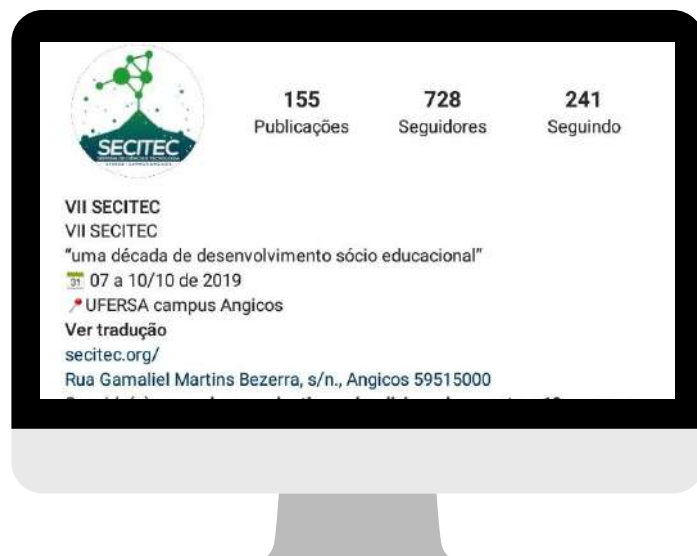 SECITEC
155 728 241
Publicações Seguidores Seguindo
VII SECITEC
VII SECITEC
“uma década de desenvolvimento sócio educacional”
31 07 a 10/10 de 2019
UFERSA campus Angicos
Ver tradução
secitec.org/
Rua Gamaliel Martins Bezerra, s/n., Angicos 59515000